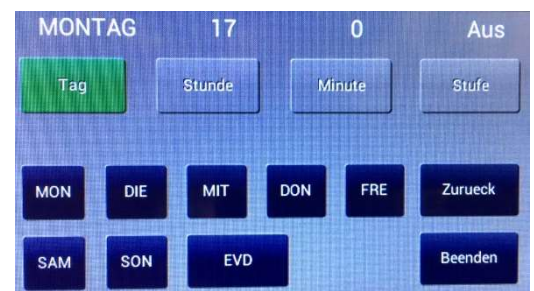 MONTAG 17 0 Aus
Tag Stunde Minute Stufe
MON DIE MIT DON FRE Zurueck
SAM SON EVD Beenden